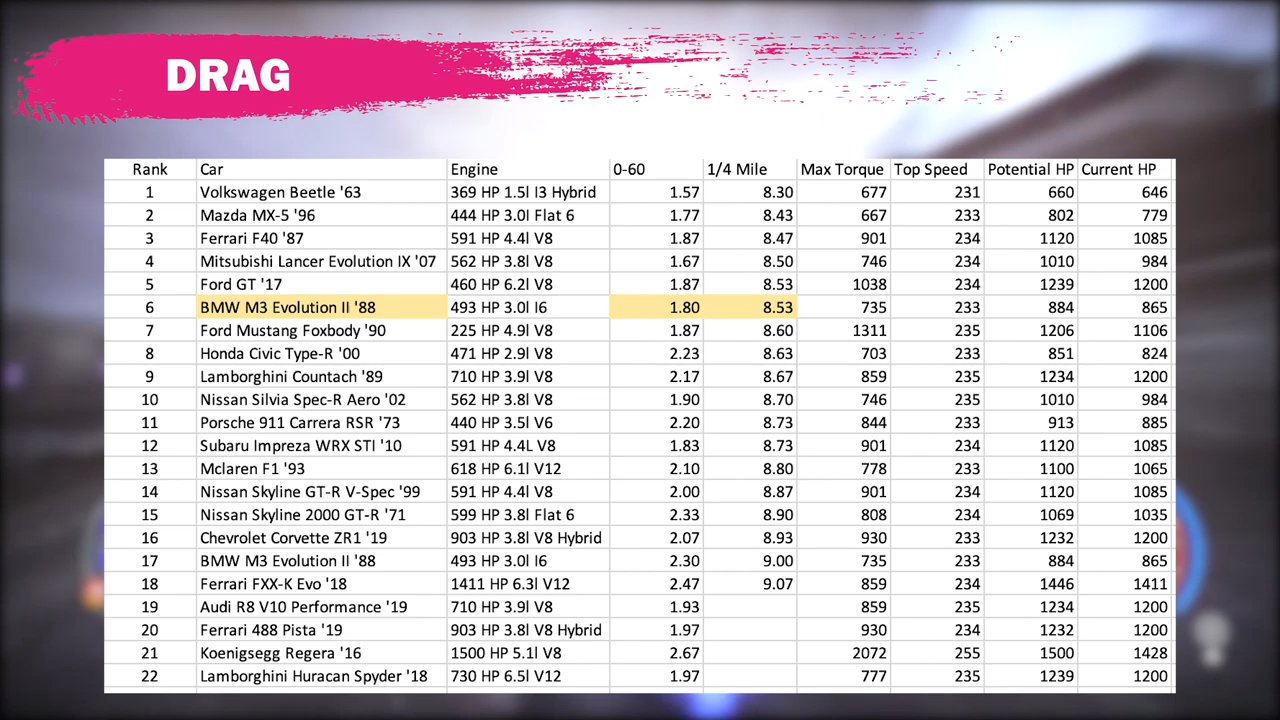 DRAG
Rank Car Engine 0-60 1/4 Mile Max Torque Top Speed Potential HP Current HP
1 Volkswagen Beetle '63 369 HP 1.5l I3 Hybrid 1.57 8.30 677 231 660 646
2 Mazda MX-5 '96 444 HP 3.0l Flat 6 1.77 8.43 667 233 802 779
3 Ferrari F40 '87 591 HP 4.4l V8 1.87 8.47 901 234 1120 1085
4 Mitsubishi Lancer Evolution IX '07 562 HP 3.8l V8 1.67 8.50 746 234 1010 984
5 Ford GT '17 460 HP 6.2l V8 1.87 8.53 1038 234 1239 1200
6 BMW M3 Evolution II '88 493 HP 3.0l I6 1.80 8.53 735 233 884 865
7 Ford Mustang Foxbody '90 225 HP 4.9l V8 1.87 8.60 1311 235 1206 1106
8 Honda Civic Type-R '00 471 HP 2.9l V8 2.23 8.63 703 233 851 824
9 Lamborghini Countach '89 710 HP 3.9l V8 2.17 8.67 859 235 1234 1200
10 Nissan Silvia Spec-R Aero '02 562 HP 3.8l V8 1.90 8.70 746 235 1010 984
11 Porsche 911 Carrera RSR '73 440 HP 3.5l V6 2.20 8.73 844 233 913 885
12 Subaru Impreza WRX STI '10 591 HP 4.4L V8 1.83 8.73 901 234 1120 1085
13 Mclaren F1 '93 618 HP 6.1l V12 2.10 8.80 778 233 1100 1065
14 Nissan Skyline GT-R V-Spec '99 591 HP 4.4l V8 2.00 8.87 901 234 1120 1085
15 Nissan Skyline 2000 GT-R '71 599 HP 3.8l Flat 6 2.33 8.90 808 234 1069 1035
16 Chevrolet Corvette ZR1 '19 903 HP 3.8l V8 Hybrid 2.07 8.93 930 233 1232 1200
17 BMW M3 Evolution II '88 493 HP 3.0l I6 2.30 9.00 735 233 884 865
18 Ferrari FXX-K Evo '18 1411 HP 6.3l V12 2.47 9.07 859 234 1446 1411
19 Audi R8 V10 Performance '19 710 HP 3.9l V8 1.93 859 235 1234 1200
20 Ferrari 488 Pista '19 903 HP 3.8l V8 Hybrid 1.97 930 234 1232 1200
21 Koenigsegg Regera '16 1500 HP 5.1l V8 2.67 2072 255 1500 1428
22 Lamborghini Huracan Spyder '18 730 HP 6.5l V12 1.97 777 235 1239 1200